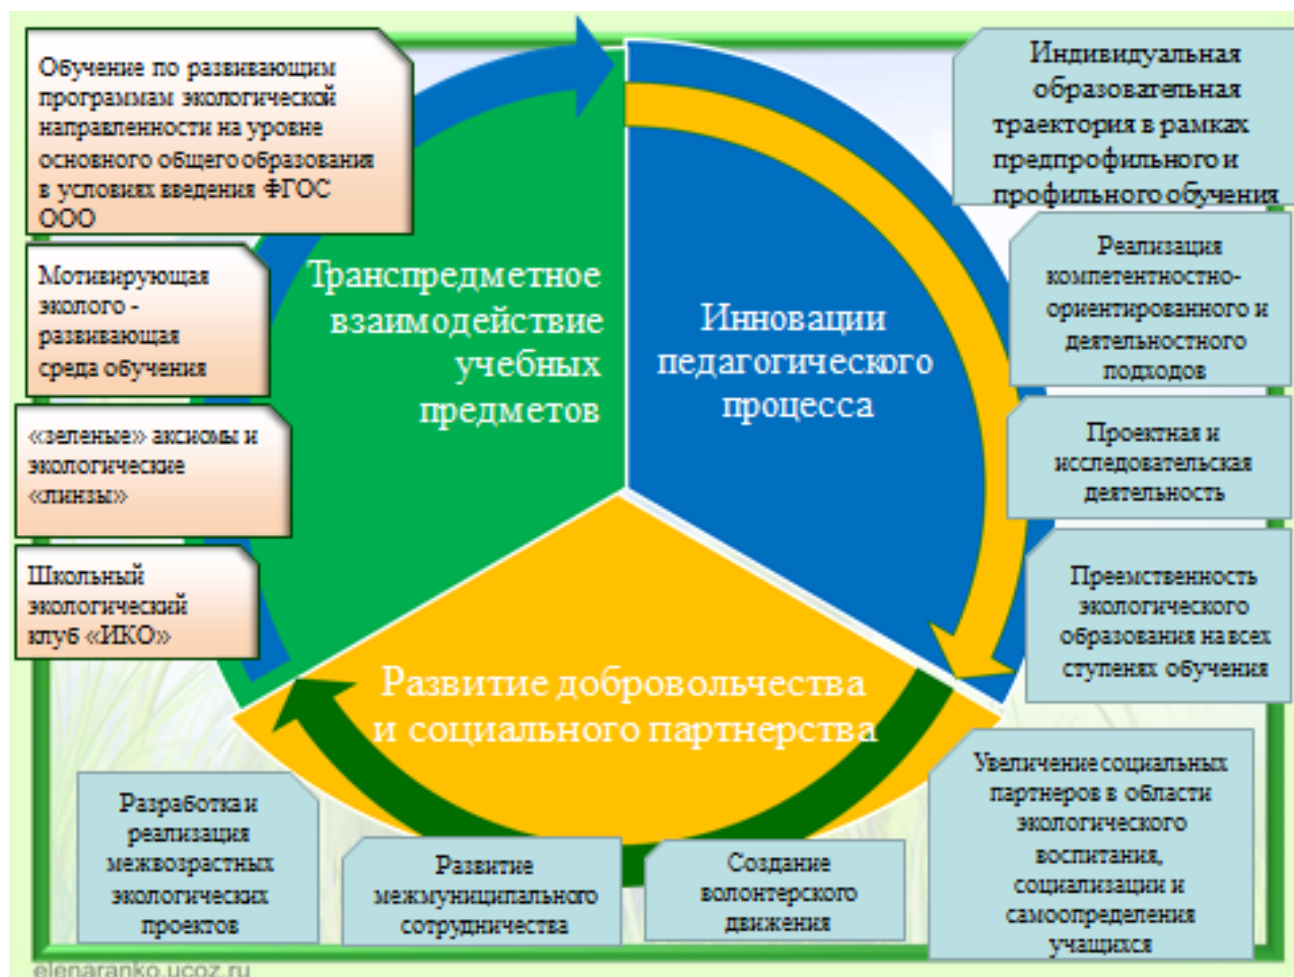 Обучение по развивающим
программам экологической
направленности на уровне
основного общего образования
в условиях введения ФГОС
ООО
Мотивирующая
эколого -
развивающая
среда обучения
«зеленые» аксиомы и
экологические
«линзы»
Школьный
экологический
клуб «ИКО»
Транспредметное
взаимодействие
учебных
предметов
Инновации
педагогического
процесса
Развитие добровольчества
и социального партнерства
Индивидуальная
образовательная
траектория в рамках
предпрофильного и
профильного обучения
Реализация
компетентностно-
ориентированного и
деятельностного
подходов
Проектная и
исследовательская
деятельность
Преемственность
экологического
образования на всех
ступенях обучения
Увеличение социальных
партнеров в области
экологического
воспитания,
социализации и
самоопределения
учащихся
Создание
волонтерского
движения
Развитие
межмуниципального
сотрудничества
Разработка и
реализация
межвозрастных
экологических
проектов
elenaranko.ucoz.ru